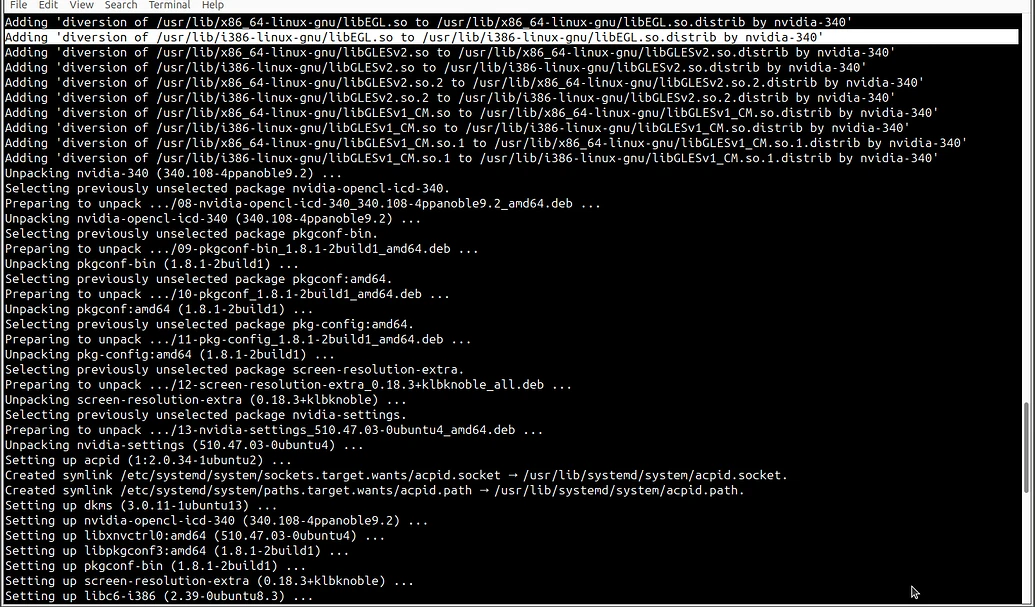 File Edit View Search Terminal Help
Adding 'diversion of /usr/lib/x86_64-linux-gnu/libEGL.so to /usr/lib/x86_64-linux-gnu/libEGL.so.distrib by nvidia-340'
Adding 'diversion of /usr/lib/i386-linux-gnu/libEGL.so to /usr/lib/i386-linux-gnu/libEGL.so.distrib by nvidia-340'
Adding 'diversion of /usr/lib/x86_64-linux-gnu/libGLESv2.so to /usr/lib/x86_64-linux-gnu/libGLESv2.so.distrib by nvidia-340'
Adding 'diversion of /usr/lib/i386-linux-gnu/libGLESv2.so to /usr/lib/i386-linux-gnu/libGLESv2.so.distrib by nvidia-340'
Adding 'diversion of /usr/lib/x86_64-linux-gnu/libGLESv2.so.2 to /usr/lib/x86_64-linux-gnu/libGLESv2.so.2.distrib by nvidia-340'
Adding 'diversion of /usr/lib/i386-linux-gnu/libGLESv2.so.2 to /usr/lib/i386-linux-gnu/libGLESv2.so.2.distrib by nvidia-340'
Adding 'diversion of /usr/lib/x86_64-linux-gnu/libGLESv1_CM.so to /usr/lib/x86_64-linux-gnu/libGLESv1_CM.so.distrib by nvidia-340'
Adding 'diversion of /usr/lib/i386-linux-gnu/libGLESv1_CM.so to /usr/lib/i386-linux-gnu/libGLESv1_CM.so.distrib by nvidia-340'
Adding 'diversion of /usr/lib/x86_64-linux-gnu/libGLESv1_CM.so.1 to /usr/lib/x86_64-linux-gnu/libGLESv1_CM.so.1.distrib by nvidia-340'
Adding 'diversion of /usr/lib/i386-linux-gnu/libGLESv1_CM.so.1 to /usr/lib/i386-linux-gnu/libGLESv1_CM.so.1.distrib by nvidia-340'
Unpacking nvidia-340 (340.108-4ppanoble9.2) ...
Selecting previously unselected package nvidia-opencl-icd-340.
Preparing to unpack .../08-nvidia-opencl-icd-340_340.108-4ppanoble9.2_amd64.deb ...
Unpacking nvidia-opencl-icd-340 (340.108-4ppanoble9.2) ...
Selecting previously unselected package pkgconf-bin.
Preparing to unpack .../09-pkgconf-bin_1.8.1-2build1_amd64.deb ...
Unpacking pkgconf-bin (1.8.1-2build1) ...
Selecting previously unselected package pkgconf:amd64.
Preparing to unpack .../10-pkgconf_1.8.1-2build1_amd64.deb ...
Unpacking pkgconf:amd64 (1.8.1-2build1) ...
Selecting previously unselected package pkg-config:amd64.
Preparing to unpack .../11-pkg-config_1.8.1-2build1_amd64.deb ...
Unpacking pkg-config:amd64 (1.8.1-2build1) ...
Selecting previously unselected package screen-resolution-extra.
Preparing to unpack .../12-screen-resolution-extra_0.18.3+klbknoble_all.deb ...
Unpacking screen-resolution-extra (0.18.3+klbknoble) ...
Selecting previously unselected package nvidia-settings.
Preparing to unpack .../13-nvidia-settings_510.47.03-0ubuntu4_amd64.deb ...
Unpacking nvidia-settings (510.47.03-0ubuntu4) ...
Setting up acpid (1:2.0.34-1ubuntu2) ...
Created symlink /etc/systemd/system/sockets.target.wants/acpid.socket → /usr/lib/systemd/system/acpid.socket.
Created symlink /etc/systemd/system/paths.target.wants/acpid.path → /usr/lib/systemd/system/acpid.path.
Setting up dkms (3.0.11-1ubuntu13) ...
Setting up nvidia-opencl-icd-340 (340.108-4ppanoble9.2) ...
Setting up libxnvctrl0:amd64 (510.47.03-0ubuntu4) ...
Setting up libpkgconf3:amd64 (1.8.1-2build1) ...
Setting up pkgconf-bin (1.8.1-2build1) ...
Setting up screen-resolution-extra (0.18.3+klbknoble) ...
Setting up libc6-i386 (2.39-0ubuntu8.3) ...